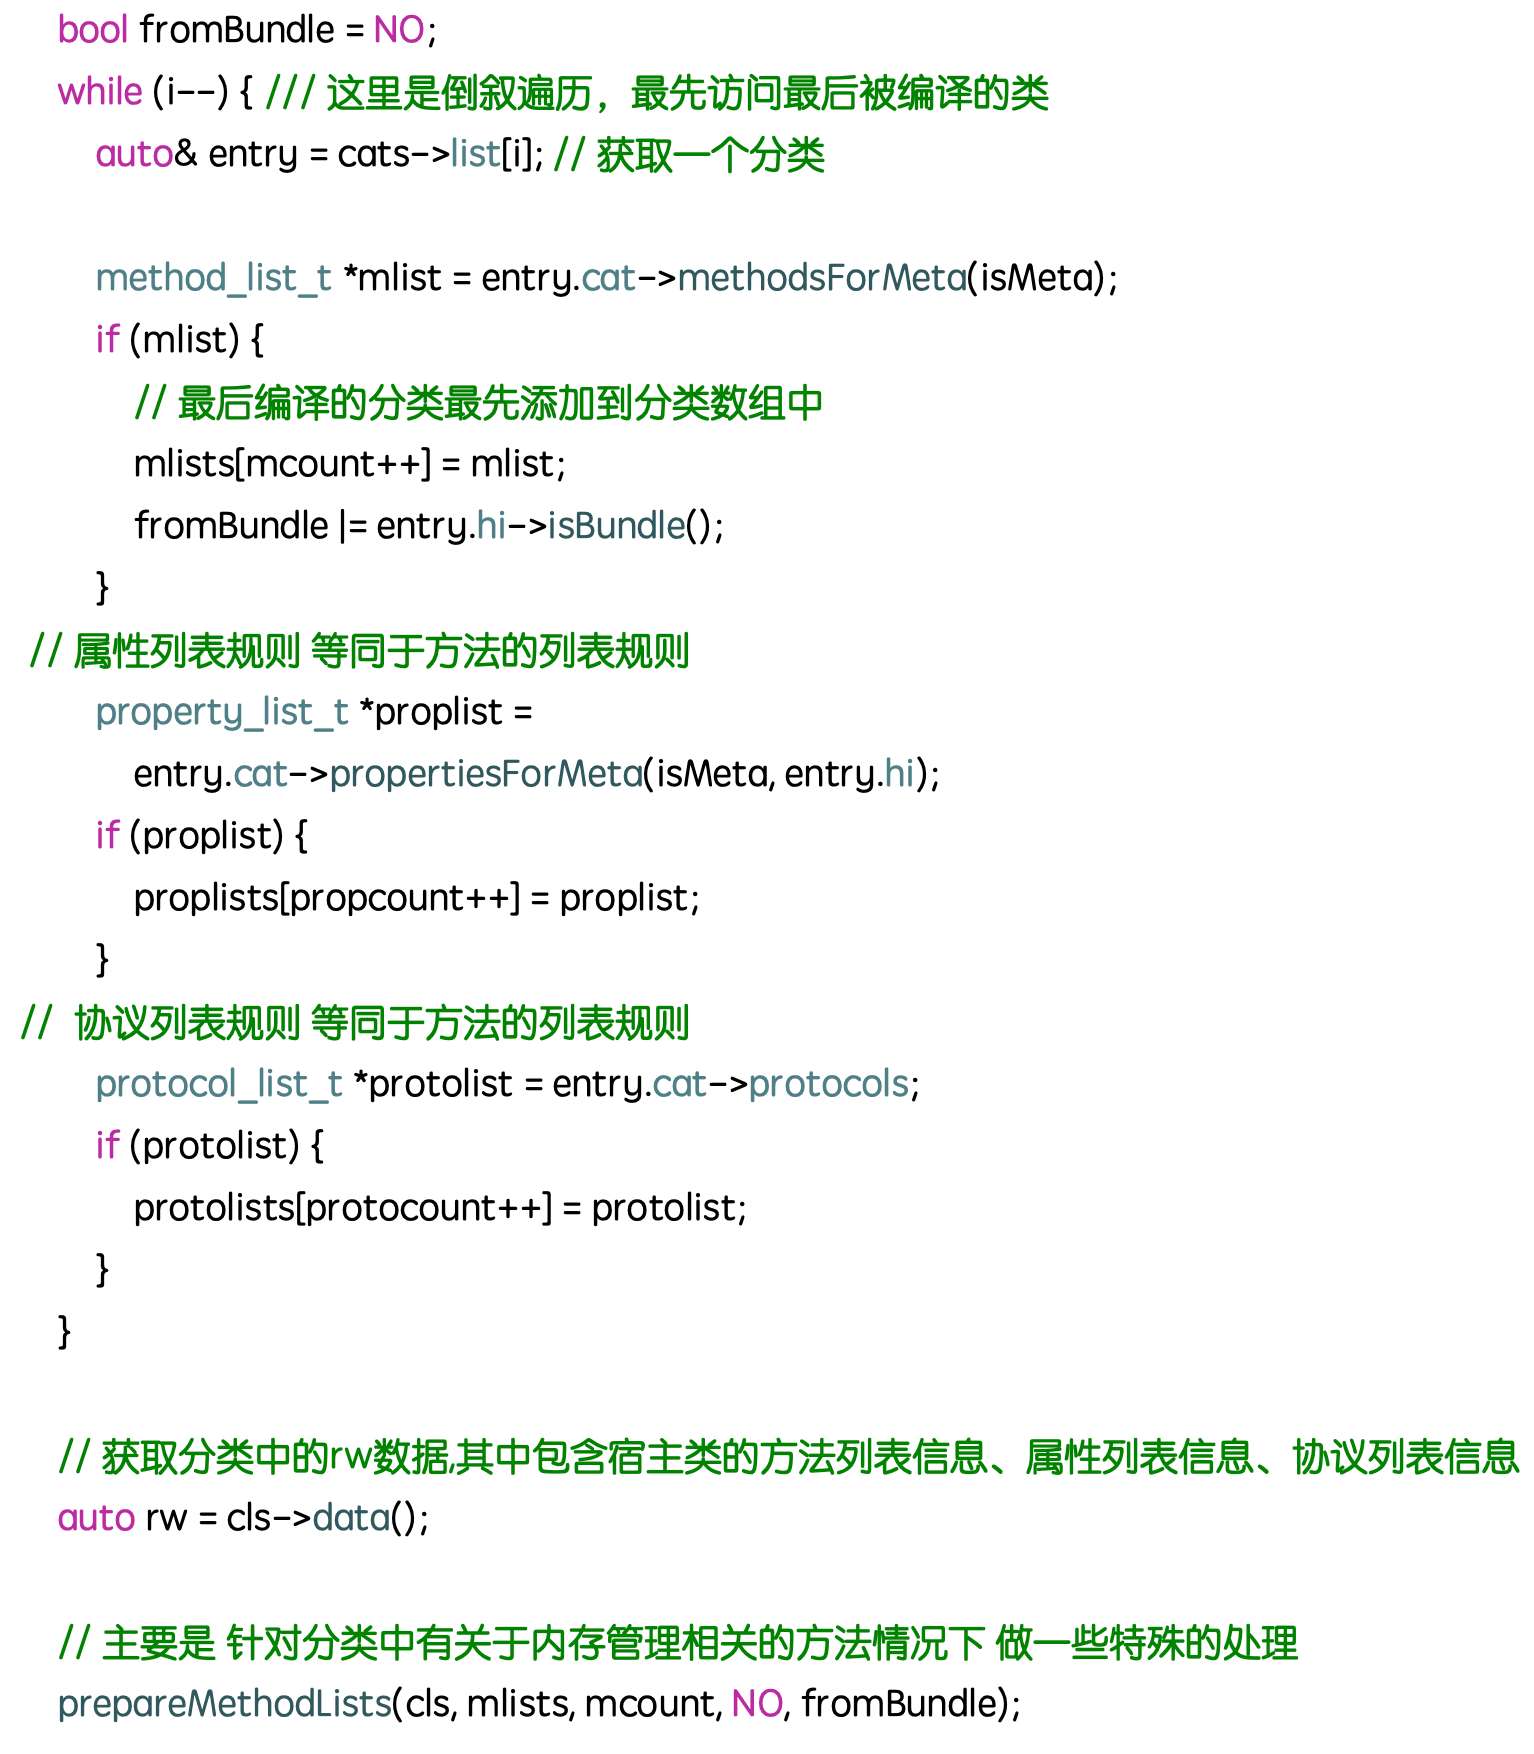 bool fromBundle = NO;
while (i--) { /// 这里是倒叙遍历，最先访问最后被编译的类
auto& entry = cats->list[i]; // 获取一个分类
method_list_t *mlist = entry.cat->methodsForMeta(isMeta);
if (mlist) {
// 最后编译的分类最先添加到分类数组中
mlists[mcount++] = mlist;
fromBundle |= entry.hi->isBundle();
}
// 属性列表规则 等同于方法的列表规则
property_list_t *proplist =
entry.cat->propertiesForMeta(isMeta, entry.hi);
if (proplist) {
proplists[propcount++] = proplist;
}
//  协议列表规则 等同于方法的列表规则
protocol_list_t *protolist = entry.cat->protocols;
if (protolist) {
protolists[protocount++] = protolist;
}
}
// 获取分类中的rw数据,其中包含宿主类的方法列表信息、属性列表信息、协议列表信息
auto rw = cls->data();
// 主要是 针对分类中有关于内存管理相关的方法情况下 做一些特殊的处理
prepareMethodLists(cls, mlists, mcount, NO, fromBundle);